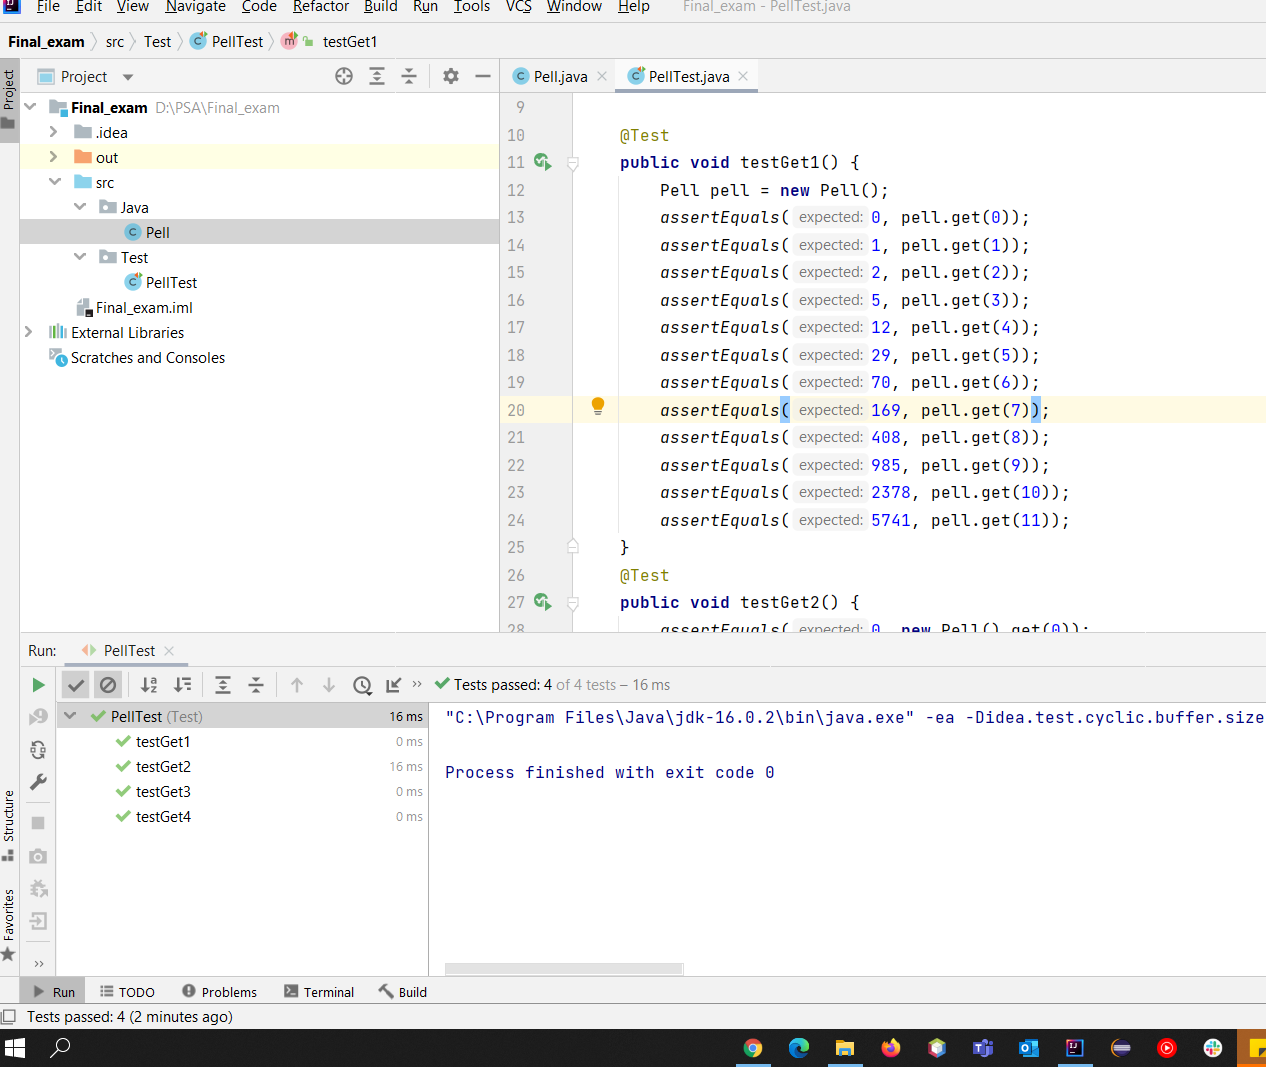 File Edit View Navigate Code Refactor Build Run Tools VCS Window Help Final_exam - PellTest.java
Final_exam src Test PellTest testGet1
Project
Project
Final_exam D:\PSA\Final_exam
.idea
out
src
Java
Pell
Test
PellTest
Final_exam.iml
External Libraries
Scratches and Consoles
Pell.java PellTest.java
9
10 @Test
11 public void testGet1() {
12 Pell pell = new Pell();
13 assertEquals( expected: 0, pell.get(0));
14 assertEquals( expected: 1, pell.get(1));
15 assertEquals( expected: 2, pell.get(2));
16 assertEquals( expected: 5, pell.get(3));
17 assertEquals( expected: 12, pell.get(4));
18 assertEquals( expected: 29, pell.get(5));
19 assertEquals( expected: 70, pell.get(6));
20 assertEquals( expected: 169, pell.get(7));
21 assertEquals( expected: 408, pell.get(8));
22 assertEquals( expected: 985, pell.get(9));
23 assertEquals( expected: 2378, pell.get(10));
24 assertEquals( expected: 5741, pell.get(11));
25 }
26 @Test
27 public void testGet2() {
28 assertEquals( expected: 0, new Pell().get(0));
Run: PellTest
Tests passed: 4 of 4 tests – 16 ms
PellTest (Test) 16 ms
testGet1 0 ms
testGet2 16 ms
testGet3 0 ms
testGet4 0 ms
"C:\Program Files\Java\jdk-16.0.2\bin\java.exe" -ea -Didea.test.cyclic.buffer.size
Process finished with exit code 0
Structure
Favorites
Run TODO Problems Terminal Build
Tests passed: 4 (2 minutes ago)